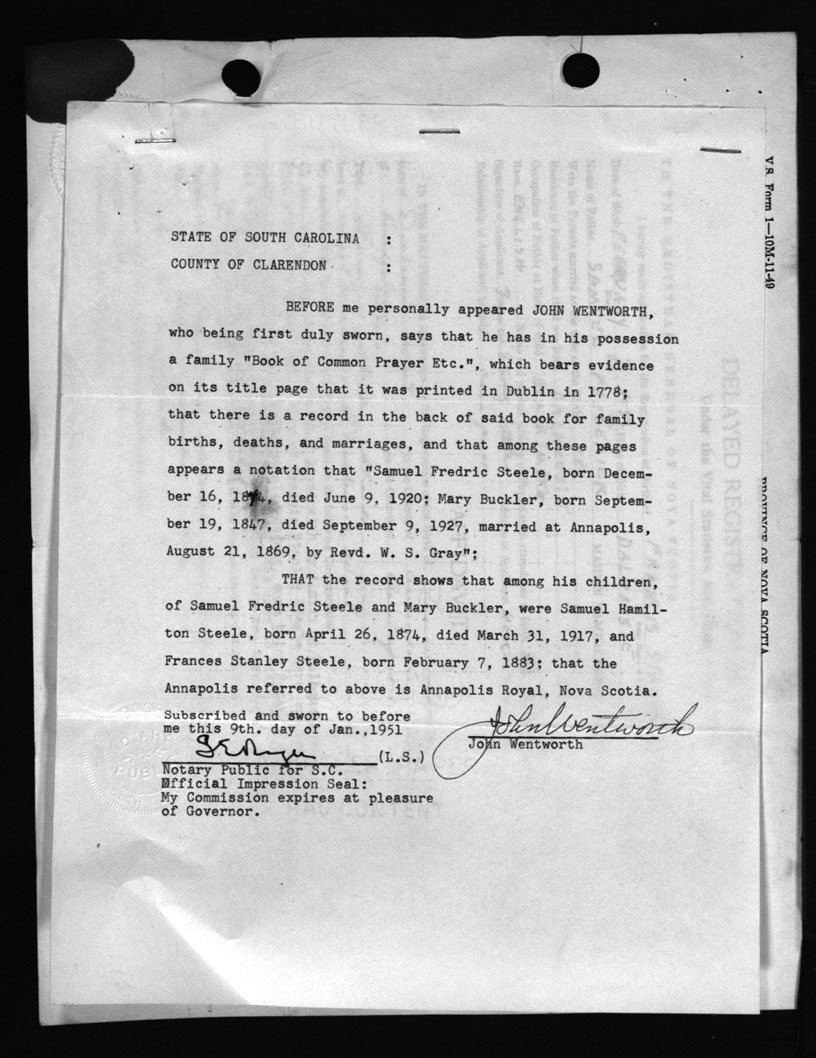 V.S. Form 1—10M-11-49
PROVINCE OF NOVA SCOTIA
STATE OF SOUTH CAROLINA :
COUNTY OF CLARENDON :
BEFORE me personally appeared JOHN WENTWORTH,
who being first duly sworn, says that he has in his possession
a family "Book of Common Prayer Etc.", which bears evidence
on its title page that it was printed in Dublin in 1778;
that there is a record in the back of said book for family
births, deaths, and marriages, and that among these pages
appears a notation that "Samuel Fredric Steele, born Decem-
ber 16, died June 9, 1920; Mary Buckler, born Septem-
ber 19, 1847, died September 9, 1927, married at Annapolis,
August 21, 1869, by Revd. W. S. Gray";
THAT the record shows that among his children,
of Samuel Fredric Steele and Mary Buckler, were Samuel Hamil-
ton Steele, born April 26, 1874, died March 31, 1917, and
Frances Stanley Steele, born February 7, 1883; that the
Annapolis referred to above is Annapolis Royal, Nova Scotia.
Subscribed and sworn to before
me this 9th. day of Jan., 1951
John Wentworth
John Wentworth
(L.S.)
Notary Public for S.C.
Official Impression Seal:
My Commission expires at pleasure
of Governor.